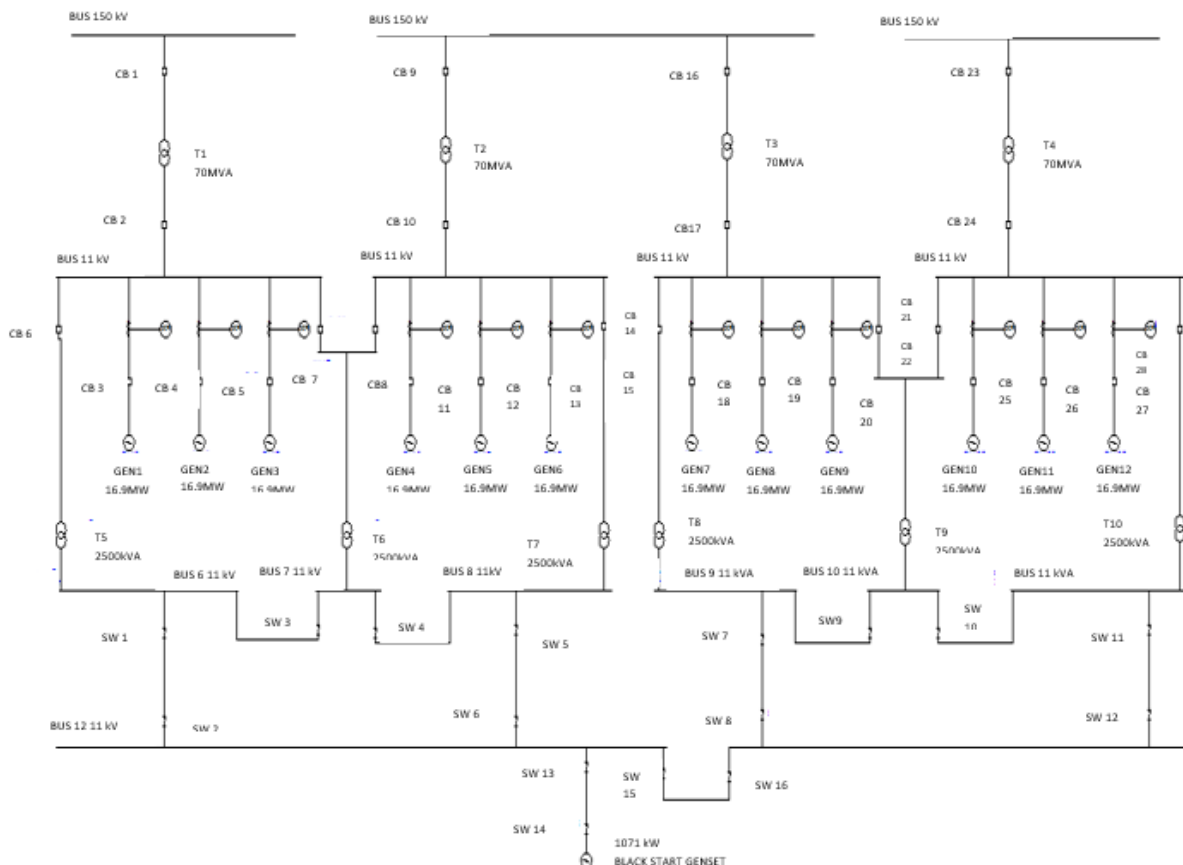 BUS 150 kV
BUS 150 kV
BUS 150 kV
CB 1
CB 9
CB 16
CB 23
T1
70MVA
T2
70MVA
T3
70MVA
T4
70MVA
CB 2
CB 10
CB17
CB 24
BUS 11 kV
BUS 11 kV
BUS 11 kV
BUS 11 kV
CB 6
CB
14
CB
21
CB
22
CB 3
CB 4
CB 5
CB 7
CB8
CB
11
CB
12
CB
13
CB
15
CB
18
CB
19
CB
20
CB
25
CB
26
CB
28
CB
27
GEN1
16.9MW
GEN2
16.9MW
GEN3
16.9MW
GEN4
16.9MW
GEN5
16.9MW
GEN6
16.9MW
GEN7
16.9MW
GEN8
16.9MW
GEN9
16.9MW
GEN10
16.9MW
GEN11
16.9MW
GEN12
16.9MW
T5
2500kVA
T6
2500kVA
T7
2500kVA
T8
2500kVA
T9
2500kVA
T10
2500kVA
BUS 6 11 kV
BUS 7 11 kV
BUS 8 11kV
BUS 9 11 kVA
BUS 10 11 kVA
BUS 11 kVA
SW 1
SW 3
SW 4
SW 5
SW 7
SW9
SW
10
SW 11
BUS 12 11 kV
SW 2
SW 6
SW 8
SW 12
SW 13
SW
15
SW 16
SW 14
1071 kW
BLACK START GENSET